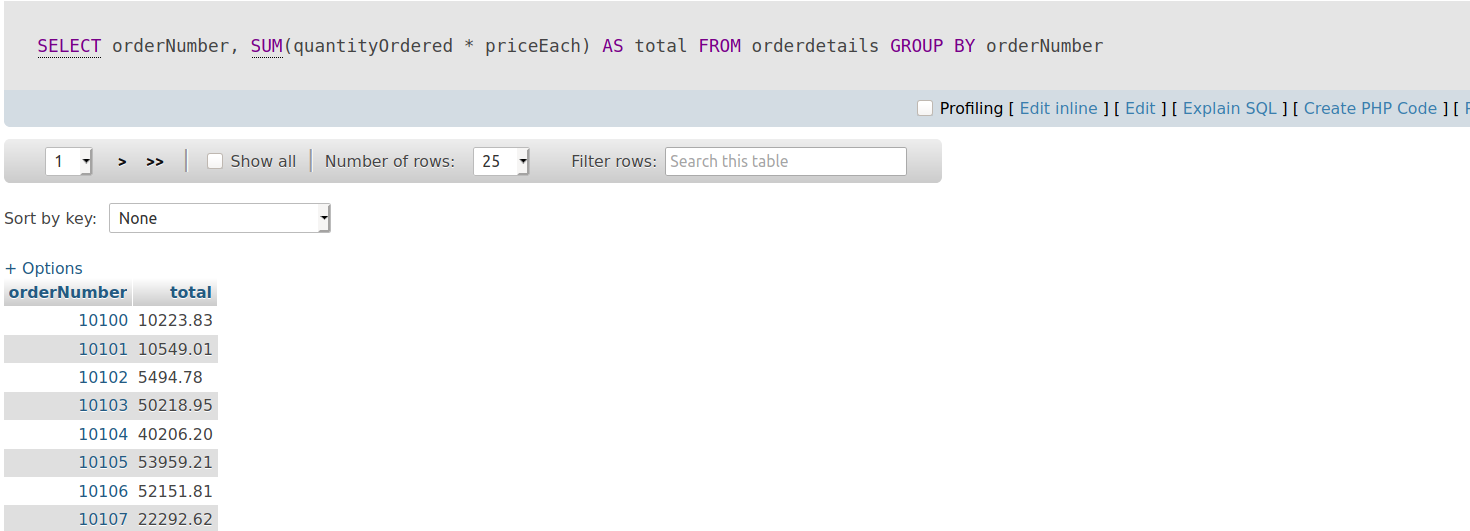 SELECT orderNumber, SUM(quantityOrdered * priceEach) AS total FROM orderdetails GROUP BY orderNumber
Profiling [ Edit inline ] [ Edit ] [ Explain SQL ] [ Create PHP Code ] [
1 > >> Show all Number of rows: 25 Filter rows: Search this table
Sort by key: None
+ Options
orderNumber total
10100 10223.83
10101 10549.01
10102 5494.78
10103 50218.95
10104 40206.20
10105 53959.21
10106 52151.81
10107 22292.62